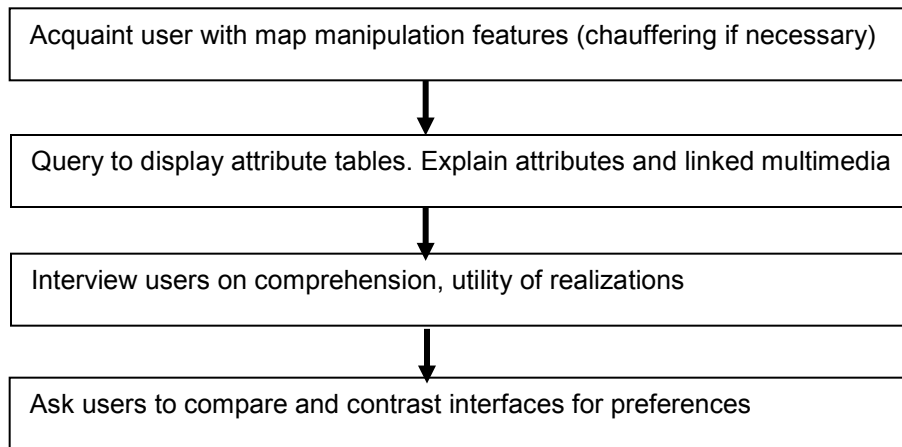 Acquaint user with map manipulation features (chauffering if necessary)
Query to display attribute tables. Explain attributes and linked multimedia
Interview users on comprehension, utility of realizations
Ask users to compare and contrast interfaces for preferences